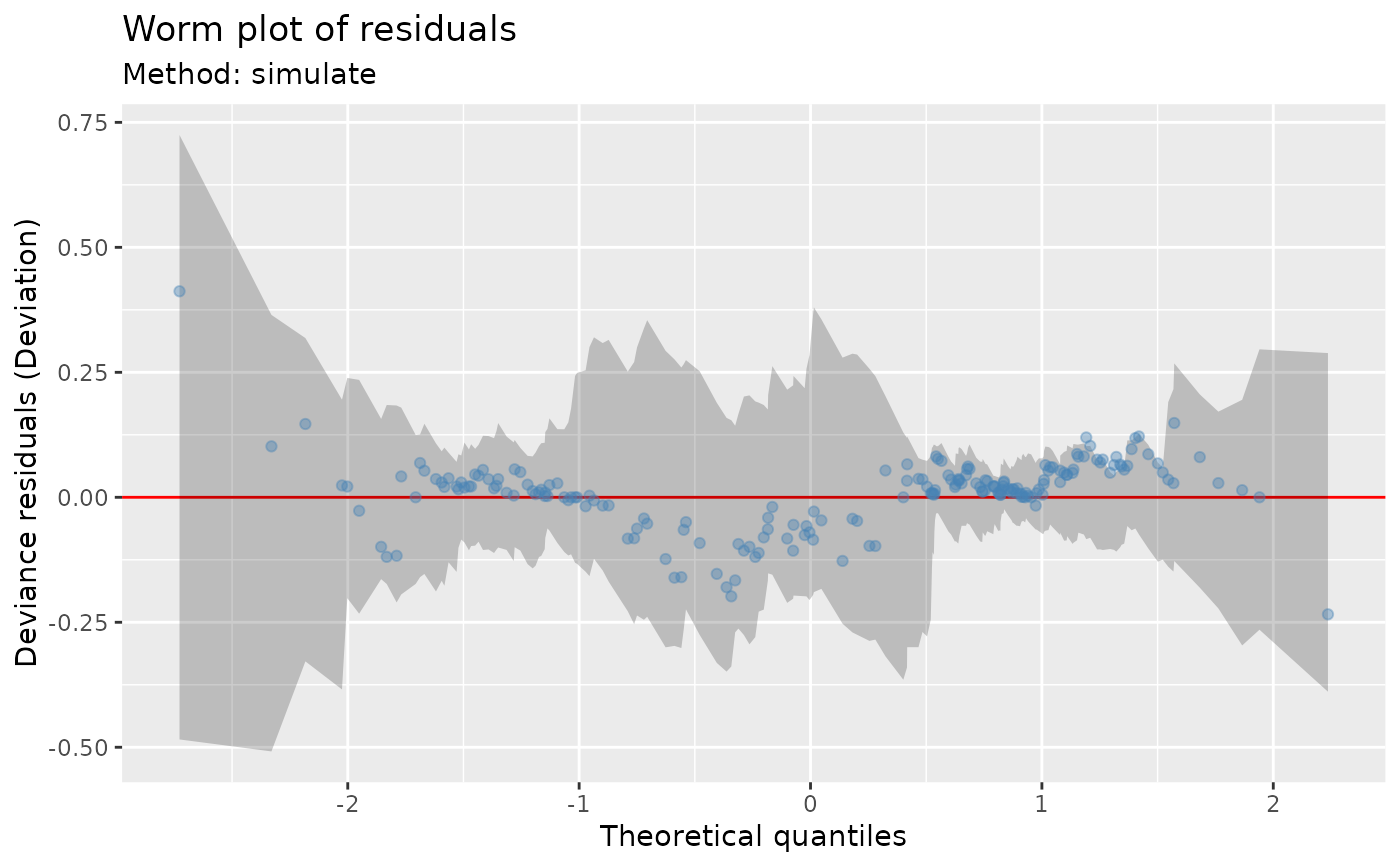 Worm plot of residuals
Method: simulate
Deviance residuals (Deviation)
0.75
0.50
0.25
0.00
-0.25
-0.50
-2
-1
0
1
2
Theoretical quantiles